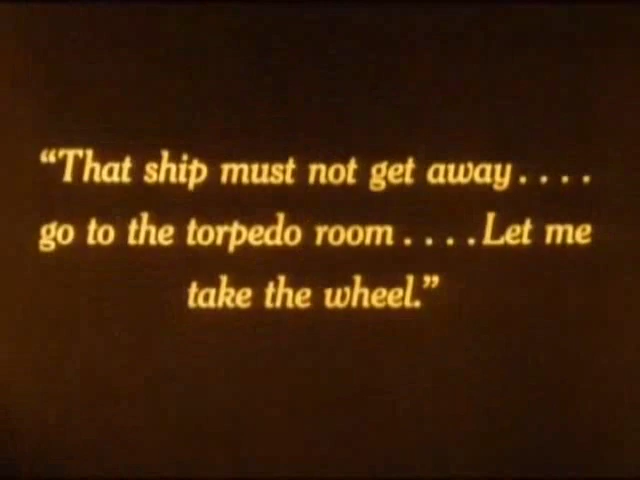 “That ship must not get away....
go to the torpedo room....Let me
take the wheel.”